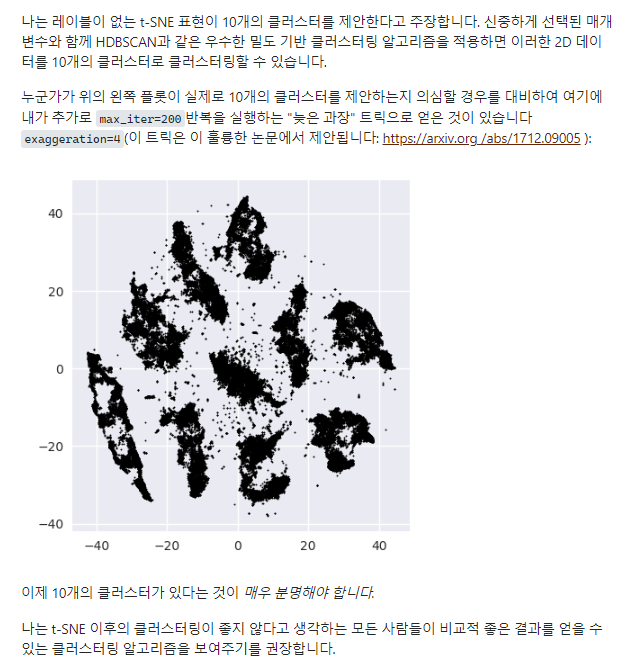 나는 레이블이 없는 t-SNE 표현이 10개의 클러스터를 제안한다고 주장합니다. 신중하게 선택된 매개
변수와 함께 HDBSCAN과 같은 우수한 밀도 기반 클러스터링 알고리즘을 적용하면 이러한 2D 데이
터를 10개의 클러스터로 클러스터링할 수 있습니다.
누군가가 위의 왼쪽 플롯이 실제로 10개의 클러스터를 제안하는지 의심할 경우를 대비하여 여기에
내가 추가로 max_iter=200 반복을 실행하는 "늦은 과장" 트릭으로 얻은 것이 있습니다
exaggeration=4 (이 트릭은 이 훌륭한 논문에서 제안됩니다: https://arxiv.org /abs/1712.09005 ):
40
20
0
−20
−40
−40 −20 0 20 40
이제 10개의 클러스터가 있다는 것이 매우 분명해야 합니다.
나는 t-SNE 이후의 클러스터링이 좋지 않다고 생각하는 모든 사람들이 비교적 좋은 결과를 얻을 수
있는 클러스터링 알고리즘을 보여주기를 권장합니다.